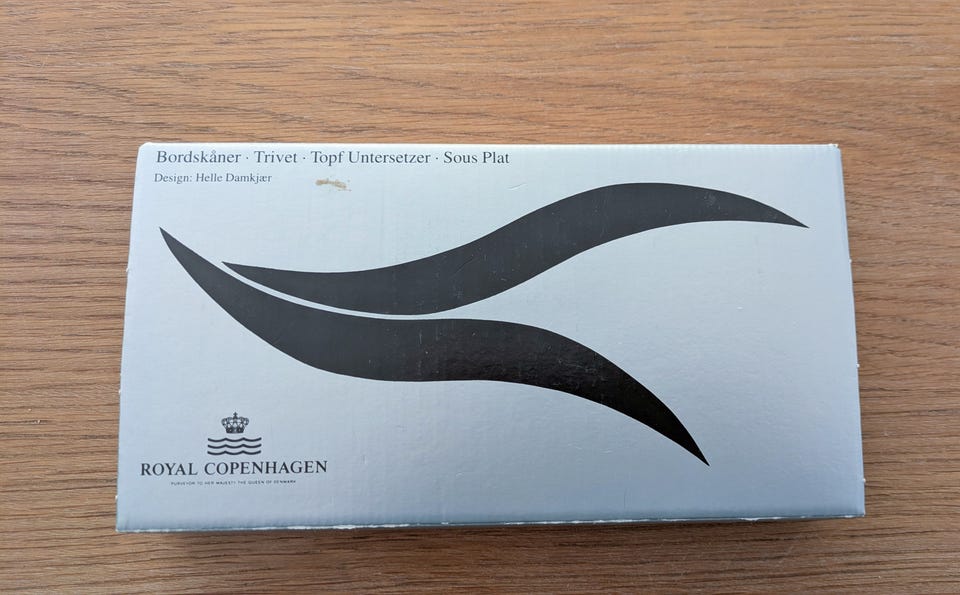 Bordskåner · Trivet · Topf Untersetzer · Sous Plat
Design: Helle Damkjær
ROYAL COPENHAGEN
PURVEYOR TO HER MAJESTY THE QUEEN OF DENMARK